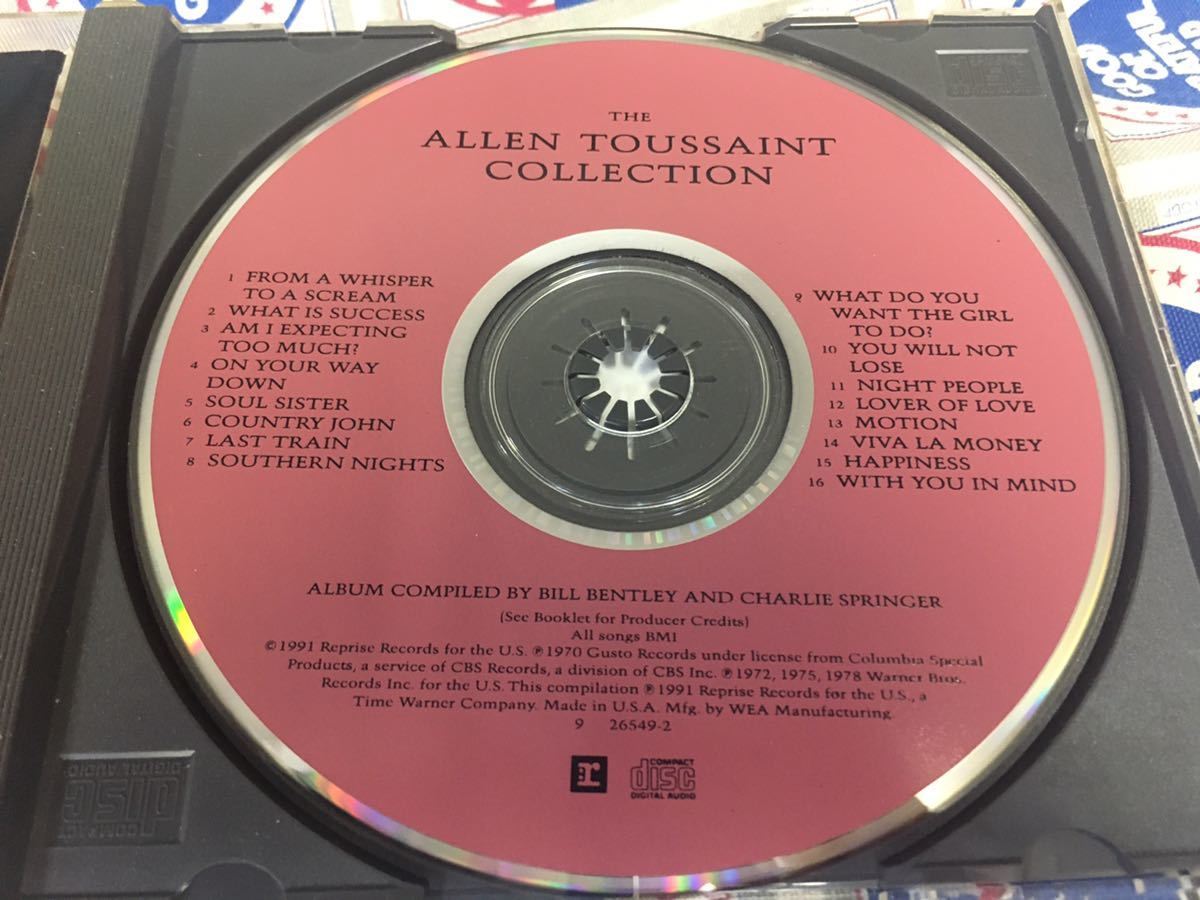 THE
ALLEN TOUSSAINT
COLLECTION
1 FROM A WHISPER
TO A SCREAM
2 WHAT IS SUCCESS
3 AM I EXPECTING
TOO MUCH?
4 ON YOUR WAY
DOWN
5 SOUL SISTER
6 COUNTRY JOHN
7 LAST TRAIN
8 SOUTHERN NIGHTS
9 WHAT DO YOU
WANT THE GIRL
TO DO?
10 YOU WILL NOT
LOSE
11 NIGHT PEOPLE
12 LOVER OF LOVE
13 MOTION
14 VIVA LA MONEY
15 HAPPINESS
16 WITH YOU IN MIND
ALBUM COMPILED BY BILL BENTLEY AND CHARLIE SPRINGER
(See Booklet for Producer Credits)
All songs BMI
©1991 Reprise Records for the U.S. ℗1970 Gusto Records under license from Columbia Special
Products, a service of CBS Records, a division of CBS Inc. ℗1972, 1975, 1978 Warner Bros.
Records Inc. for the U.S. This compilation ℗1991 Reprise Records for the U.S., a
Time Warner Company. Made in U.S.A. Mfg. by WEA Manufacturing.
9 26549-2
r
COMPACT
disc
DIGITAL AUDIO
COMPACT
disc
DIGITAL AUDIO